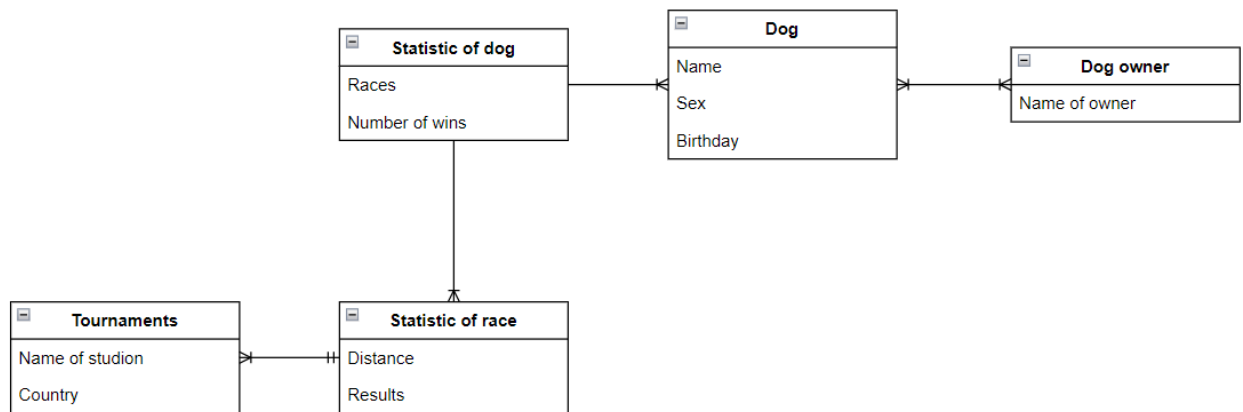 Statistic of dog
Races
Number of wins
Dog
Name
Sex
Birthday
Dog owner
Name of owner
Tournaments
Name of studion
Country
Statistic of race
Distance
Results